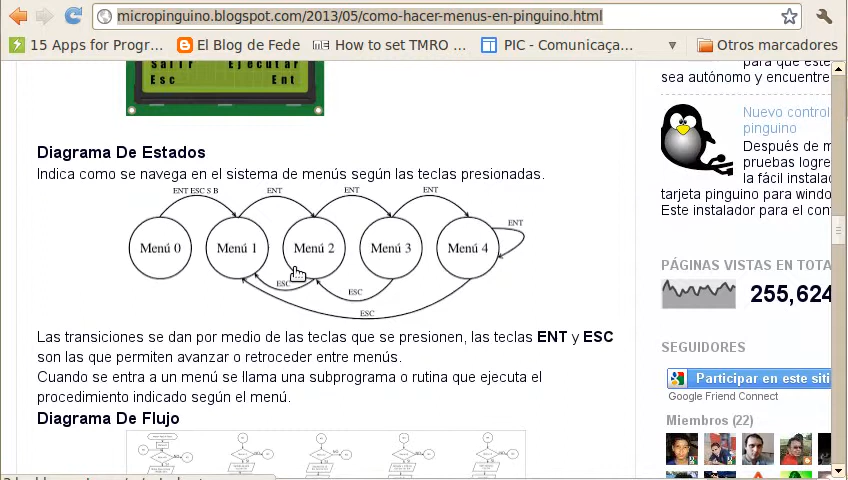 micropinguino.blogspot.com/2013/05/como-hacer-menus-en-pinguino.html
15 Apps for Progr...
El Blog de Fede
How to set TMRO ...
PIC - Comunicaça...
Otros marcadores
Salir Ejecutar
Esc Ent
para que este
sea autónomo y encuentre
Nuevo control
pinguino
Después de m
pruebas logre
la fácil instalac
tarjeta pinguino para window
Este instalador para el cont
Diagrama De Estados
Indica como se navega en el sistema de menús según las teclas presionadas.
ENT ESC S B
ENT
ENT
ENT
ENT
Menú 0
Menú 1
Menú 2
Menú 3
Menú 4
ESC
ESC
ESC
Las transiciones se dan por medio de las teclas que se presionen, las teclas ENT y ESC
son las que permiten avanzar o retroceder entre menús.
Cuando se entra a un menú se llama una subprograma o rutina que ejecuta el
procedimiento indicado según el menú.
Diagrama De Flujo
PÁGINAS VISTAS EN TOTA
255,624
SEGUIDORES
Participar en este siti
Google Friend Connect
Miembros (22)